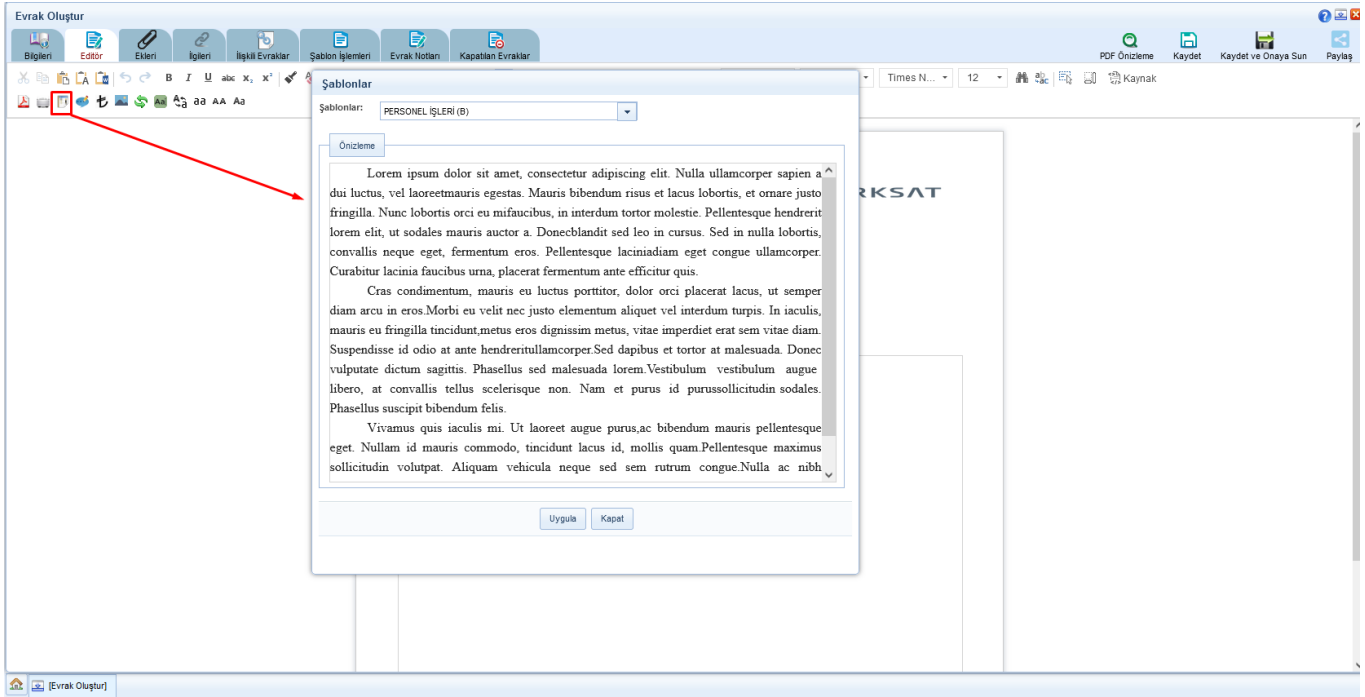 Evrak Oluştur
Bilgileri
Editör
Ekleri
İlgileri
İlişkili Evraklar
Şablon İşlemleri
Evrak Notları
Kapatılan Evraklar
PDF Önizleme
Kaydet
Kaydet ve Onaya Sun
Paylaş
B I U abc x₂ x² Times N... 12 Kaynak
Aa aa AA Aa
Şablonlar
Şablonlar: PERSONEL İŞLERİ (B)
Önizleme
Lorem ipsum dolor sit amet, consectetur adipiscing elit. Nulla ullamcorper sapien a
dui luctus, vel laoreetmauris egestas. Mauris bibendum risus et lacus lobortis, et ornare justo
fringilla. Nunc lobortis orci eu mifaucibus, in interdum tortor molestie. Pellentesque hendrerit
lorem elit, ut sodales mauris auctor a. Donecblandit sed leo in cursus. Sed in nulla lobortis,
convallis neque eget, fermentum eros. Pellentesque laciniadiam eget congue ullamcorper.
Curabitur lacinia faucibus urna, placerat fermentum ante efficitur quis.
Cras condimentum, mauris eu luctus porttitor, dolor orci placerat lacus, ut semper
diam arcu in eros.Morbi eu velit nec justo elementum aliquet vel interdum turpis. In iaculis,
mauris eu fringilla tincidunt,metus eros dignissim metus, vitae imperdiet erat sem vitae diam.
Suspendisse id odio at ante hendreritullamcorper.Sed dapibus et tortor at malesuada. Donec
vulputate dictum sagittis. Phasellus sed malesuada lorem.Vestibulum vestibulum augue
libero, at convallis tellus scelerisque non. Nam et purus id purussollicitudin sodales.
Phasellus suscipit bibendum felis.
Vivamus quis iaculis mi. Ut laoreet augue purus,ac bibendum mauris pellentesque
eget. Nullam id mauris commodo, tincidunt lacus id, mollis quam.Pellentesque maximus
sollicitudin volutpat. Aliquam vehicula neque sed sem rutrum congue.Nulla ac nibh
RKSAT
Uygula
Kapat
[Evrak Oluştur]